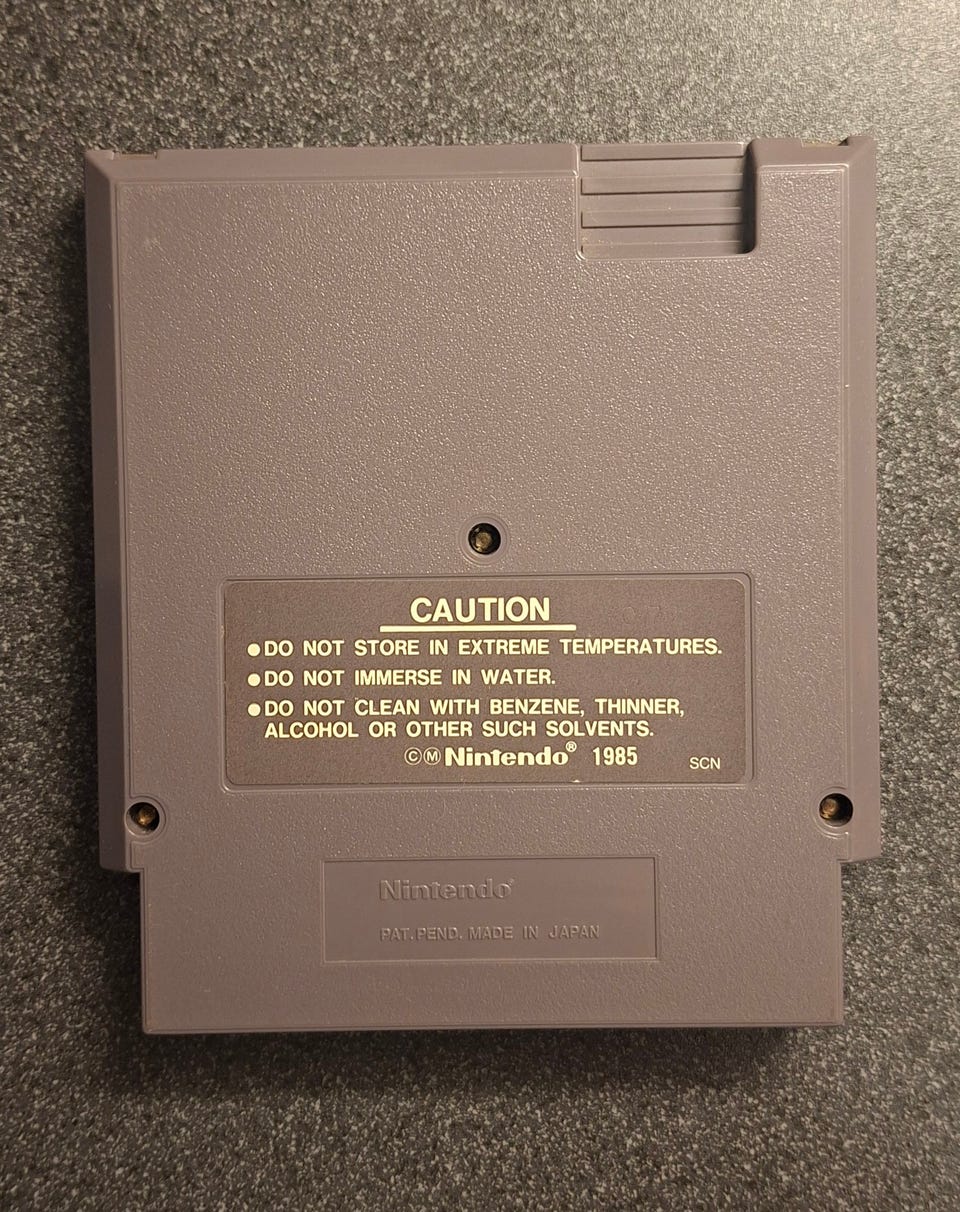 CAUTION
●DO NOT STORE IN EXTREME TEMPERATURES.
●DO NOT IMMERSE IN WATER.
●DO NOT CLEAN WITH BENZENE, THINNER,
ALCOHOL OR OTHER SUCH SOLVENTS.
ⒸⓂNintendo® 1985 SCN
Nintendo®
PAT.PEND. MADE IN JAPAN